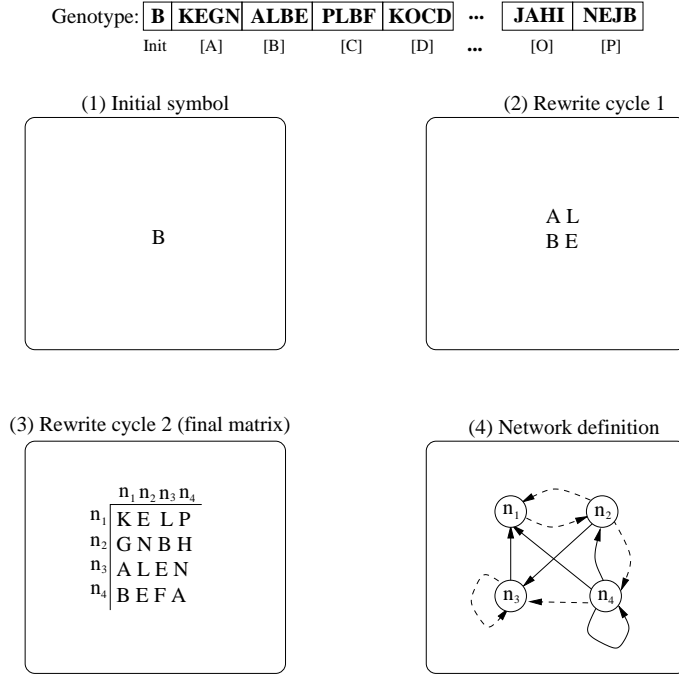 Genotype: B KEGN ALBE PLBF KOCD ... JAHI NEJB
Init [A] [B] [C] [D] ... [O] [P]
(1) Initial symbol
(2) Rewrite cycle 1
B
A L
B E
(3) Rewrite cycle 2 (final matrix)
(4) Network definition
n1 n2 n3 n4
n1 K E L P
n2 G N B H
n3 A L E N
n4 B E F A
n1 n2
n3 n4